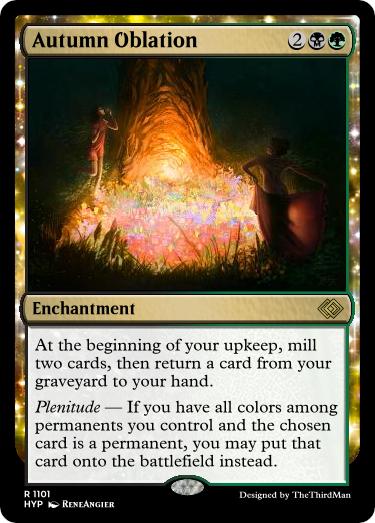 Autumn Oblation
2
Enchantment
At the beginning of your upkeep, mill
two cards, then return a card from your
graveyard to your hand.
Plenitude — If you have all colors among
permanents you control and the chosen
card is a permanent, you may put that
card onto the battlefield instead.
R 1101
HYP ReneAngier
Designed by TheThirdMan